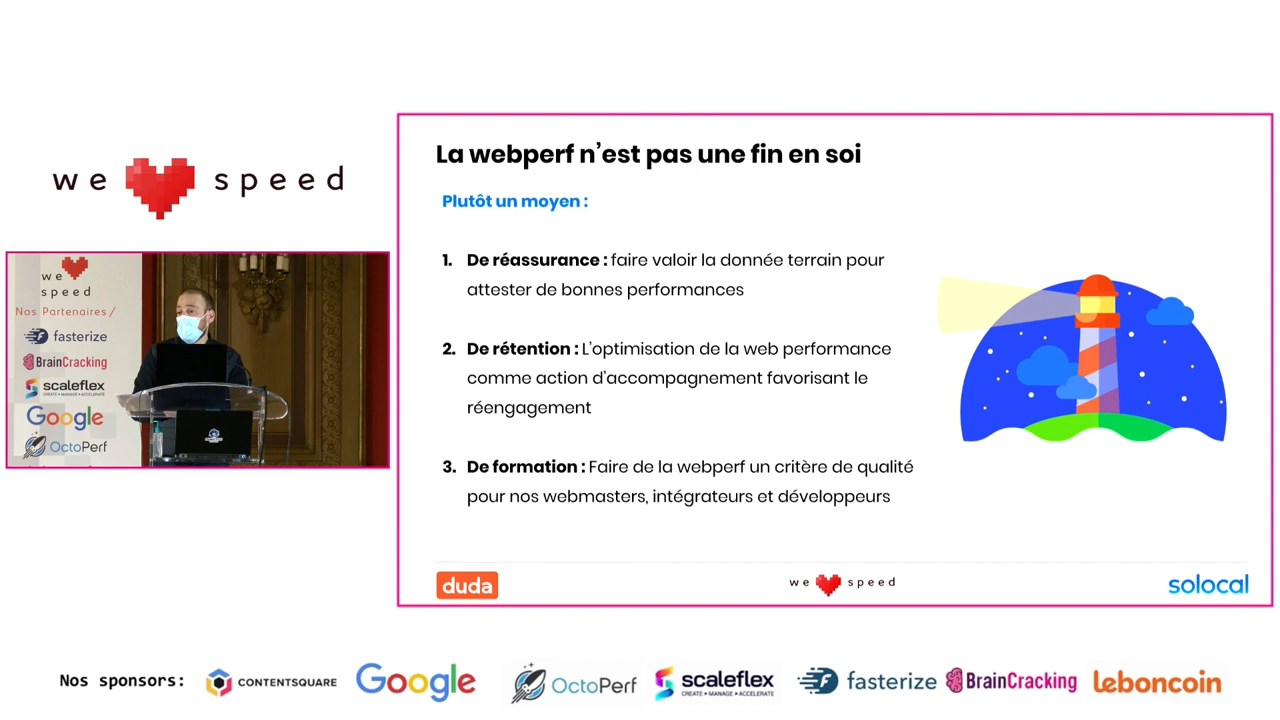 we speed
we
speed
Nos Partenaires/
fasterize
BrainCracking
scaleflex
CREATE • MANAGE • ACCELERATE
Google
OctoPerf
La webperf n’est pas une fin en soi
Plutôt un moyen :
1. De réassurance : faire valoir la donnée terrain pour
attester de bonnes performances
2. De rétention : L’optimisation de la web performance
comme action d’accompagnement favorisant le
réengagement
3. De formation : Faire de la webperf un critère de qualité
pour nos webmasters, intégrateurs et développeurs
duda
we speed
solocal
Nos sponsors: CONTENTSQUARE Google OctoPerf scaleflex fasterize BrainCracking leboncoin
CREATE • MANAGE • ACCELERATE